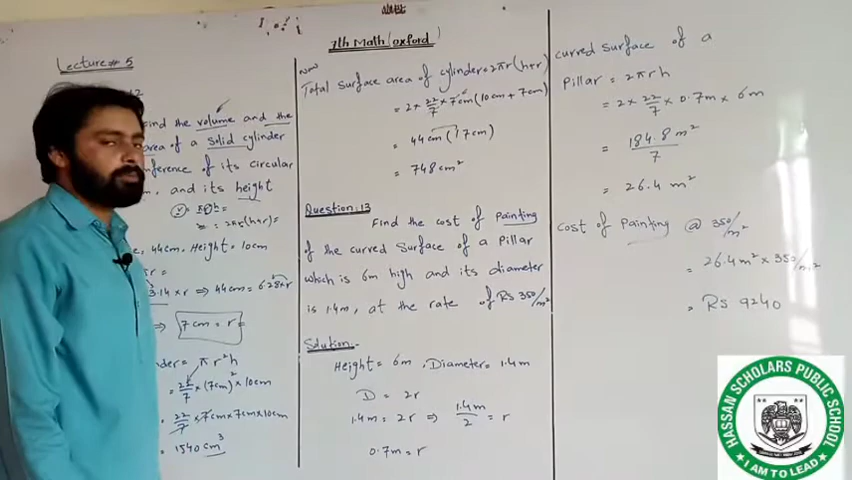 Lecture # 5
12
Find the volume and the
area of a Solid cylinder
ference of its circular
m, and its height
= πr²h =
= 2πr(h+r) =
, 44cm. Height = 10cm
3.14 × r ⇒ 44cm = 6.28 × r
⇒ 7cm = r
der = πr²h
= 22/7 × (7cm)² × 10cm
= 22/7 × 7cm × 7cm × 10cm
= 1540 cm³
7th Math (oxford)
Now
Total Surface area of cylinder = 2πr(h+r)
= 2 × 22/7 × 7cm (10cm + 7cm)
= 44cm (17cm)
= 748cm²
Question: 13
Find the cost of Painting
of the curved Surface of a Pillar
which is 6m high and its diameter
is 1.4m, at the rate of Rs 350/m²
Solution:-
Height = 6m, Diameter = 1.4m
D = 2r
1.4m = 2r ⇒ 1.4m/2 = r
0.7m = r
curved Surface of a
Pillar = 2πrh
= 2 × 22/7 × 0.7m × 6m
= 184.8 m²/7
= 26.4 m²
cost of Painting @ 350/m²
= 26.4m² × 350/m²
= Rs 9240
HASSAN SCHOLARS PUBLIC SCHOOL
★ I AM TO LEAD ★